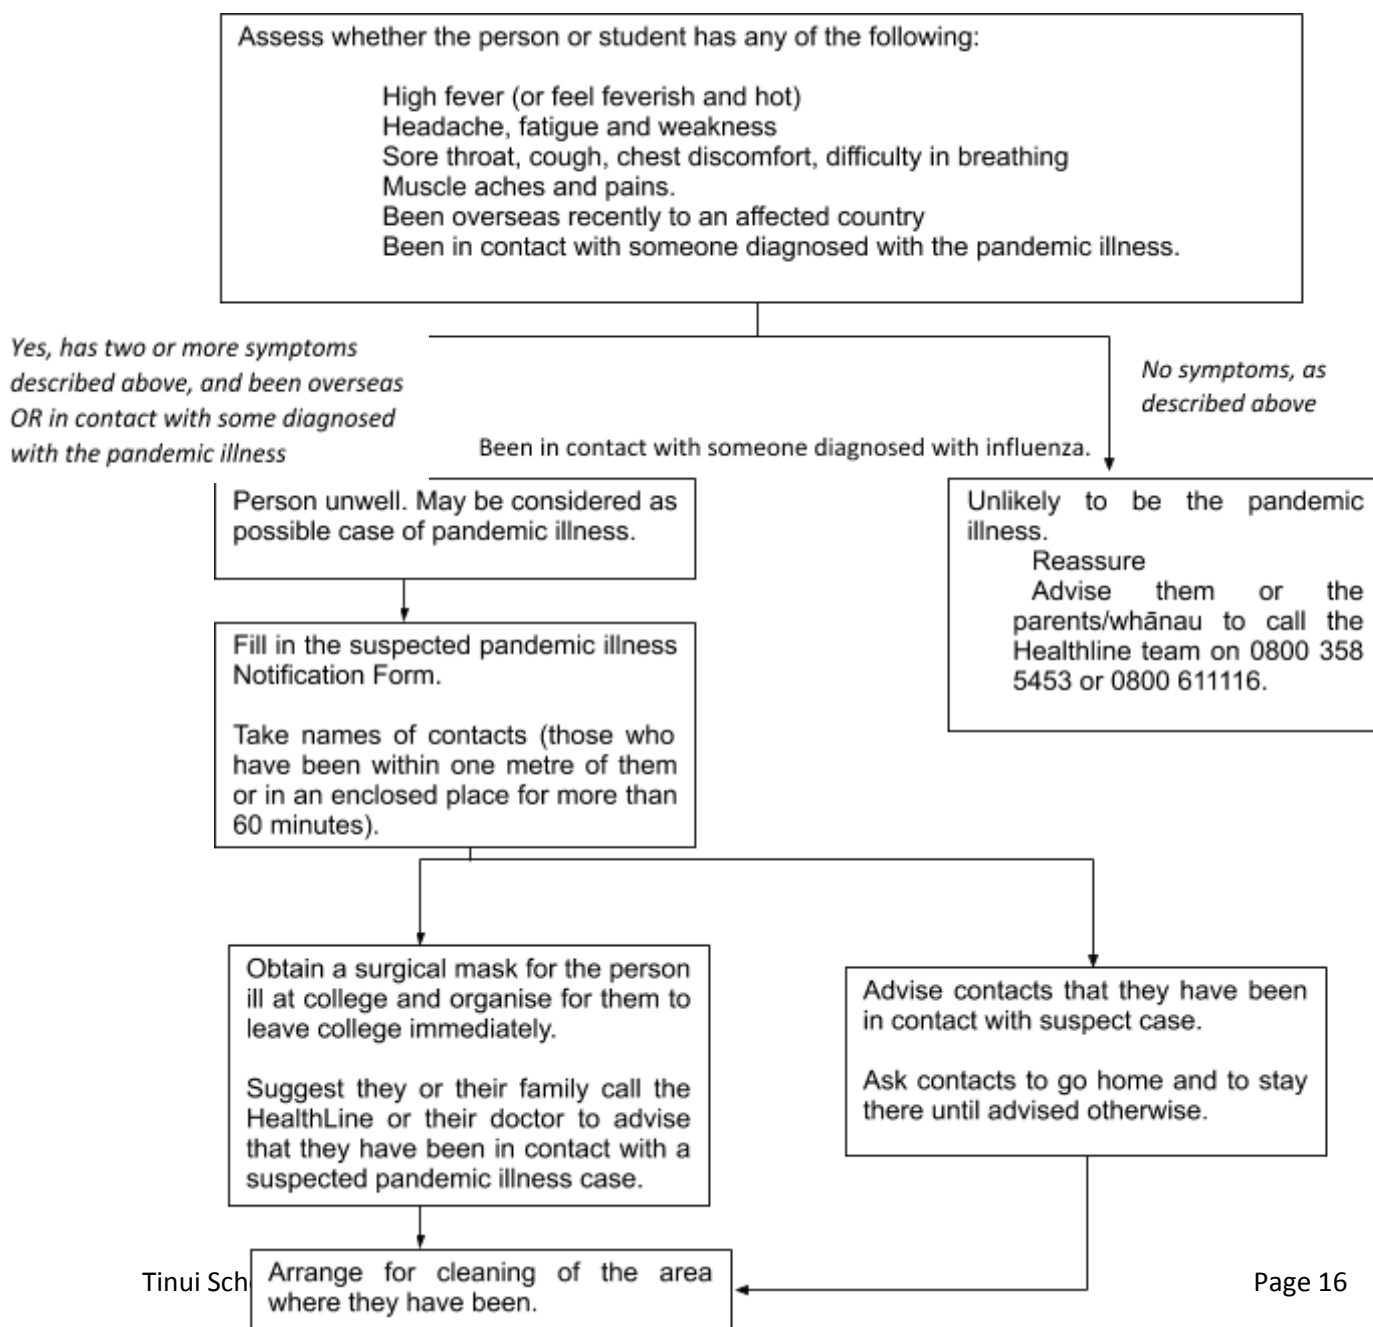 Assess whether the person or student has any of the following:
High fever (or feel feverish and hot)
Headache, fatigue and weakness
Sore throat, cough, chest discomfort, difficulty in breathing
Muscle aches and pains.
Been overseas recently to an affected country
Been in contact with someone diagnosed with the pandemic illness.
Yes, has two or more symptoms
described above, and been overseas
OR in contact with some diagnosed
with the pandemic illness
No symptoms, as
described above
Been in contact with someone diagnosed with influenza.
Person unwell. May be considered as
possible case of pandemic illness.
Unlikely to be the pandemic
illness.
Reassure
Advise them or the
parents/whānau to call the
Healthline team on 0800 358
5453 or 0800 611116.
Fill in the suspected pandemic illness
Notification Form.
Take names of contacts (those who
have been within one metre of them
or in an enclosed place for more than
60 minutes).
Obtain a surgical mask for the person
ill at college and organise for them to
leave college immediately.
Suggest they or their family call the
HealthLine or their doctor to advise
that they have been in contact with a
suspected pandemic illness case.
Advise contacts that they have been
in contact with suspect case.
Ask contacts to go home and to stay
there until advised otherwise.
Arrange for cleaning of the area
where they have been.
Tinui
Page 16